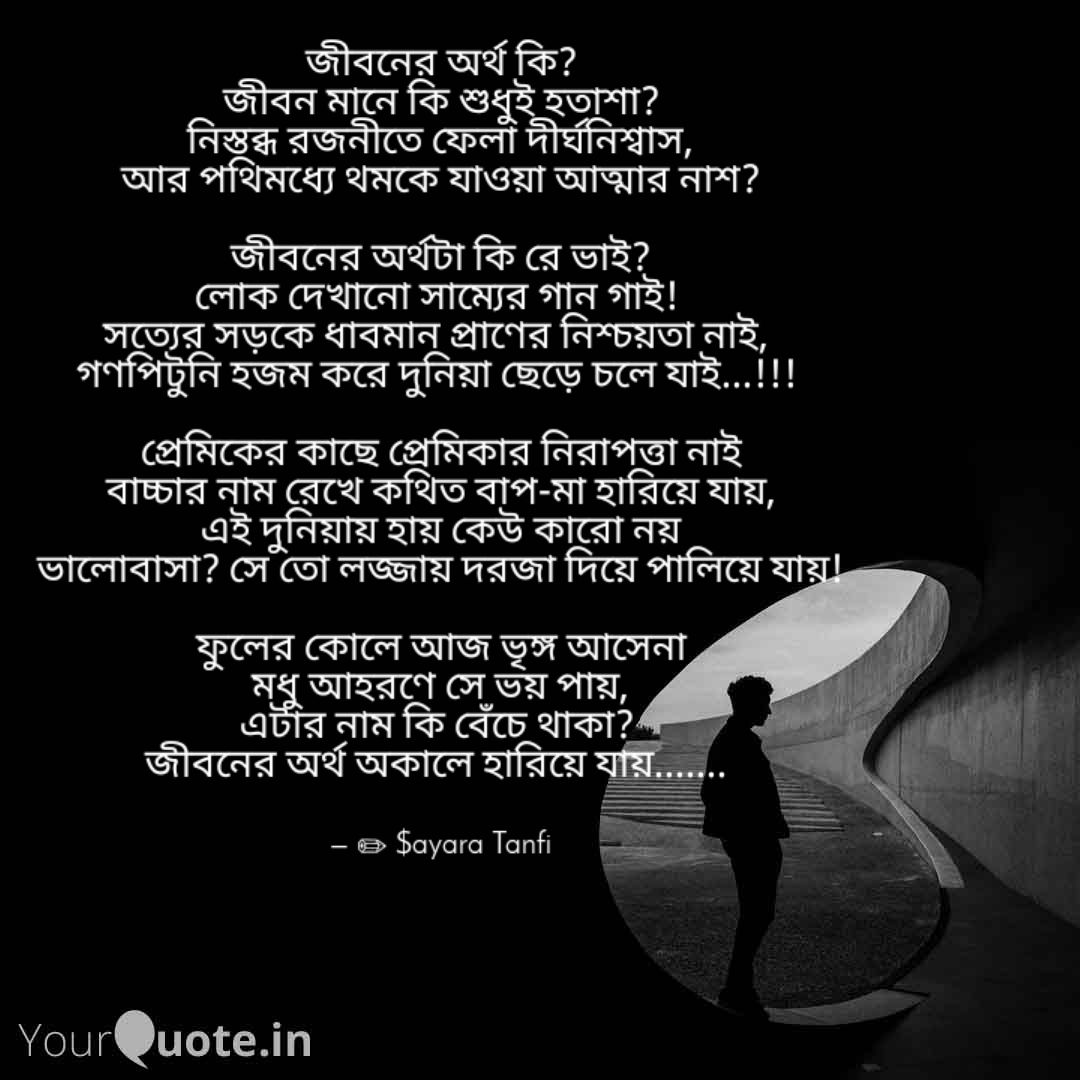 জীবনের অর্থ কি?
জীবন মানে কি শুধুই হতাশা?
নিস্তব্ধ রজনীতে ফেলা দীর্ঘনিশ্বাস,
আর পথিমধ্যে থমকে যাওয়া আত্মার নাশ?
জীবনের অর্থটা কি রে ভাই?
লোক দেখানো সাম্যের গান গাই!
সত্যের সড়কে ধাবমান প্রাণের নিশ্চয়তা নাই,
গণপিটুনি হজম করে দুনিয়া ছেড়ে চলে যাই...!!!
প্রেমিকের কাছে প্রেমিকার নিরাপত্তা নাই
বাচ্চার নাম রেখে কথিত বাপ-মা হারিয়ে যায়,
এই দুনিয়ায় হায় কেউ কারো নয়
ভালোবাসা? সে তো লজ্জায় দরজা দিয়ে পালিয়ে যায়!
ফুলের কোলে আজ ভৃঙ্গ আসেনা
মধু আহরণে সে ভয় পায়,
এটার নাম কি বেঁচে থাকা?
জীবনের অর্থ অকালে হারিয়ে যায়.......
– ✏ $ayara Tanfi
YourQuote.in